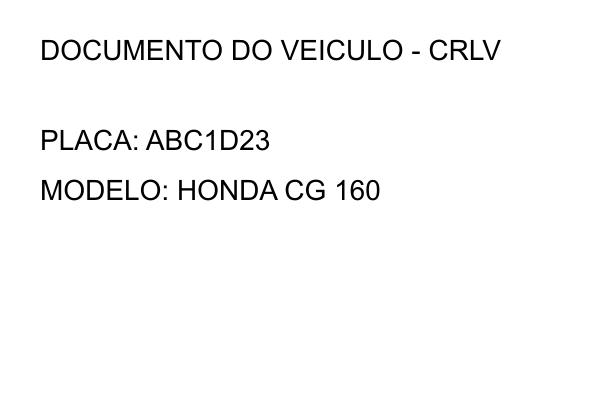 DOCUMENTO DO VEICULO - CRLV
PLACA: ABC1D23
MODELO: HONDA CG 160